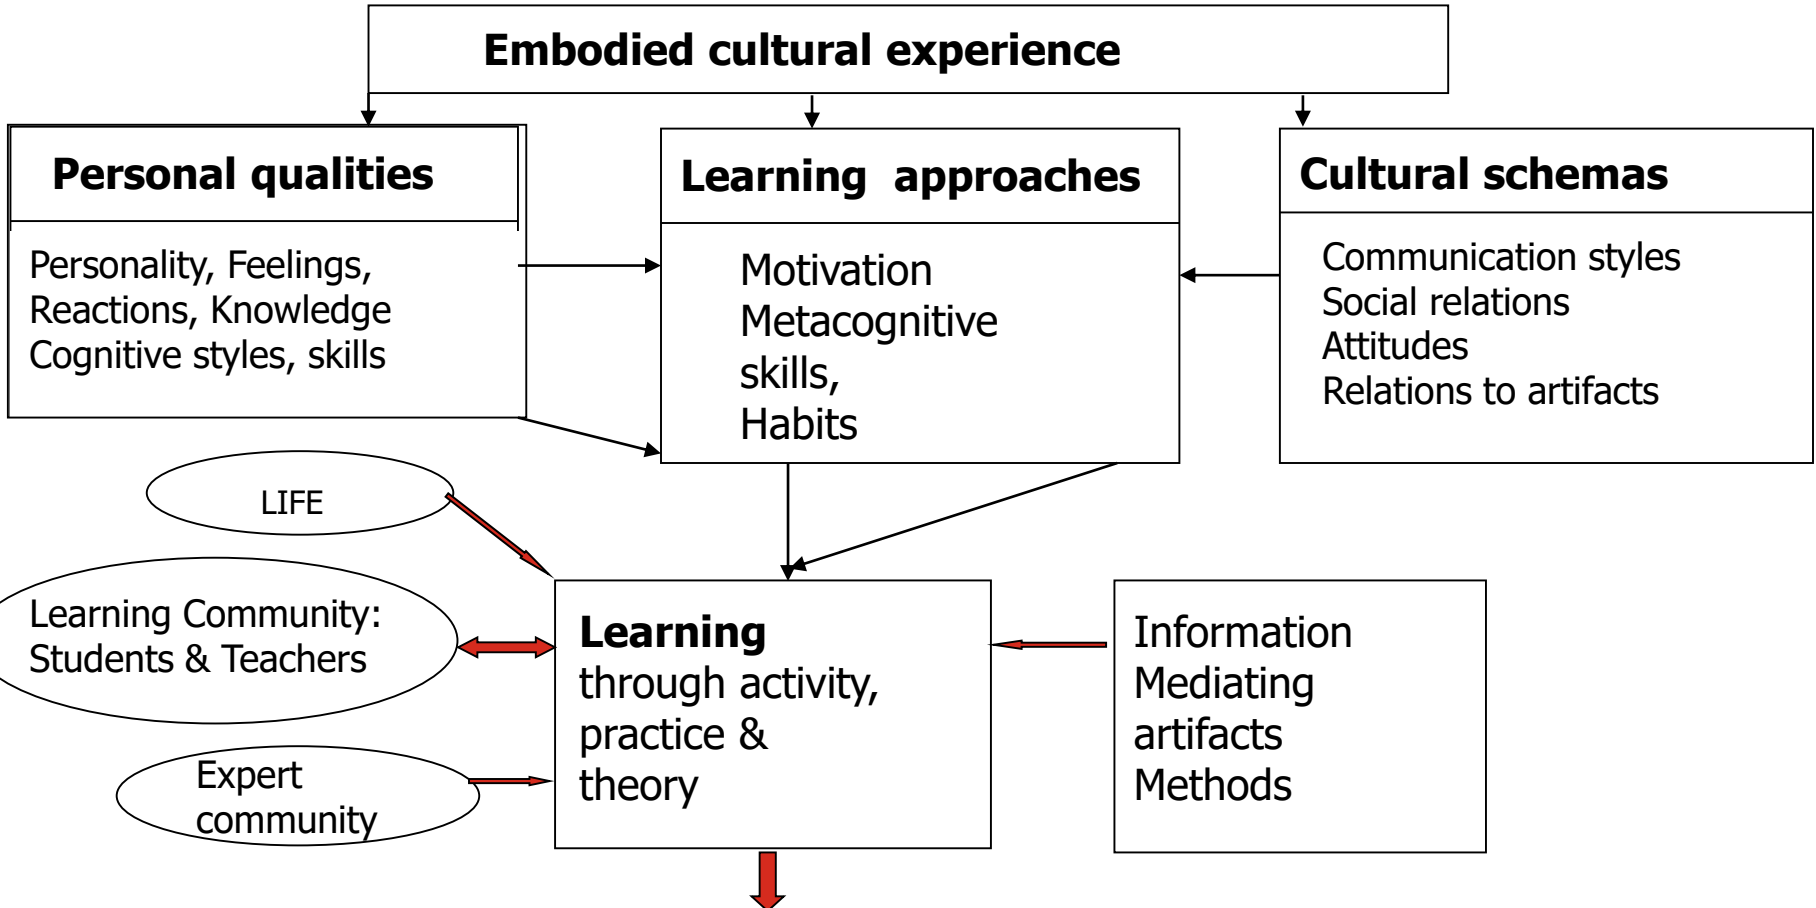 Embodied cultural experience
Personal qualities
Personality, Feelings,
Reactions, Knowledge
Cognitive styles, skills
Learning approaches
Motivation
Metacognitive
skills,
Habits
Cultural schemas
Communication styles
Social relations
Attitudes
Relations to artifacts
LIFE
Learning Community:
Students & Teachers
Expert
community
Learning
through activity,
practice &
theory
Information
Mediating
artifacts
Methods